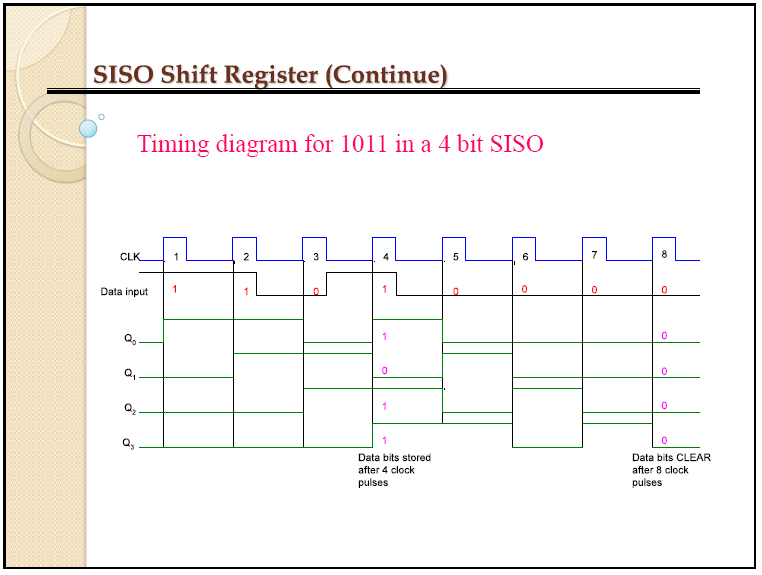 SISO Shift Register (Continue)
Timing diagram for 1011 in a 4 bit SISO
CLK 1 2 3 4 5 6 7 8
Data input 1 1 0 1 0 0 0 0
Q0 1 0
Q1 0 0
Q2 1 0
Q3 1 0
Data bits stored
after 4 clock
pulses
Data bits CLEAR
after 8 clock
pulses